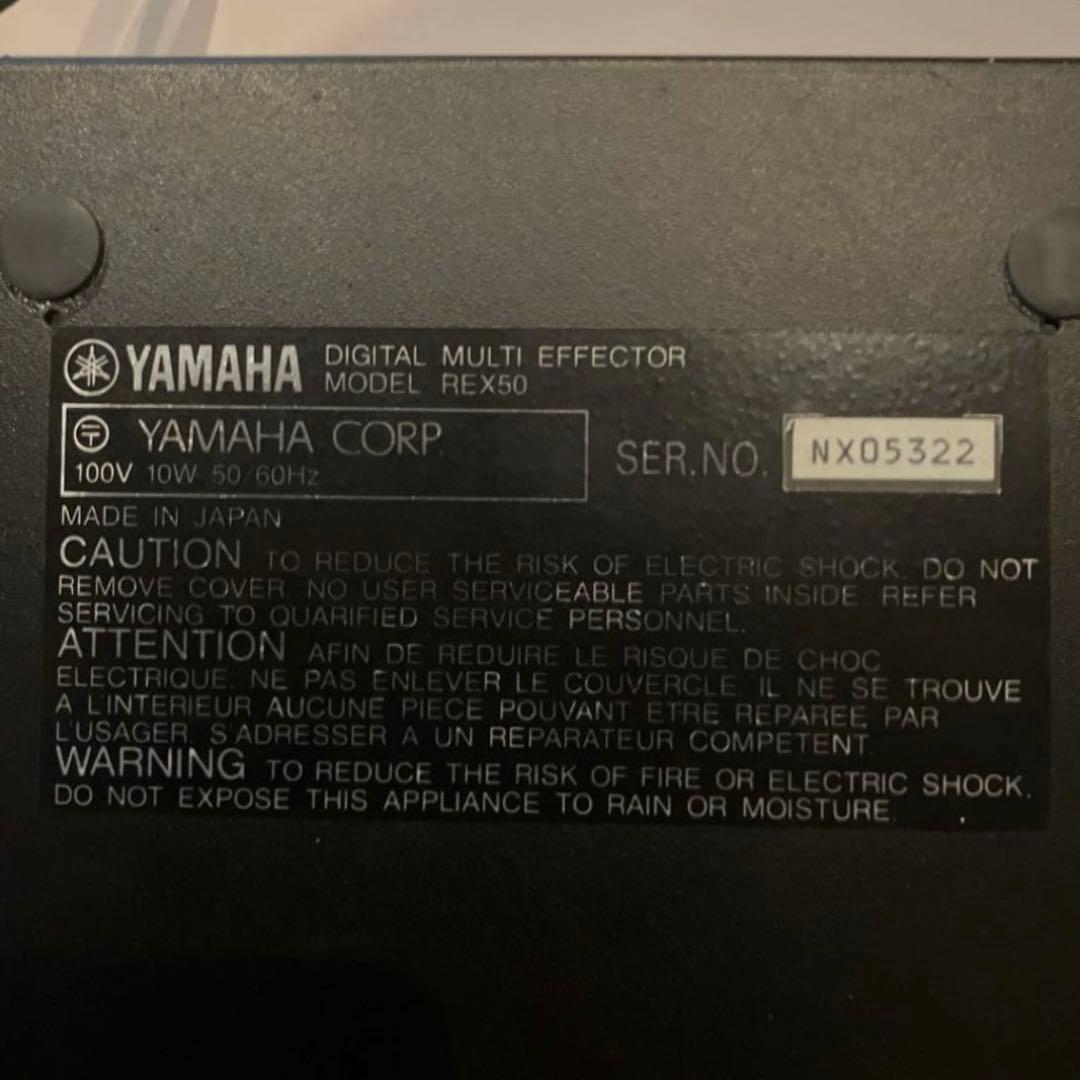 YAMAHA DIGITAL MULTI EFFECTOR
MODEL REX50
〶 YAMAHA CORP.
100V 10W 50/60Hz
SER.NO. NX05322
MADE IN JAPAN
CAUTION TO REDUCE THE RISK OF ELECTRIC SHOCK. DO NOT
REMOVE COVER. NO USER SERVICEABLE PARTS INSIDE. REFER
SERVICING TO QUARIFIED SERVICE PERSONNEL.
ATTENTION AFIN DE REDUIRE LE RISQUE DE CHOC
ELECTRIQUE. NE PAS ENLEVER LE COUVERCLE. IL NE SE TROUVE
A L'INTERIEUR AUCUNE PIECE POUVANT ETRE REPAREE PAR
L'USAGER. S'ADRESSER A UN REPARATEUR COMPETENT.
WARNING TO REDUCE THE RISK OF FIRE OR ELECTRIC SHOCK.
DO NOT EXPOSE THIS APPLIANCE TO RAIN OR MOISTURE.